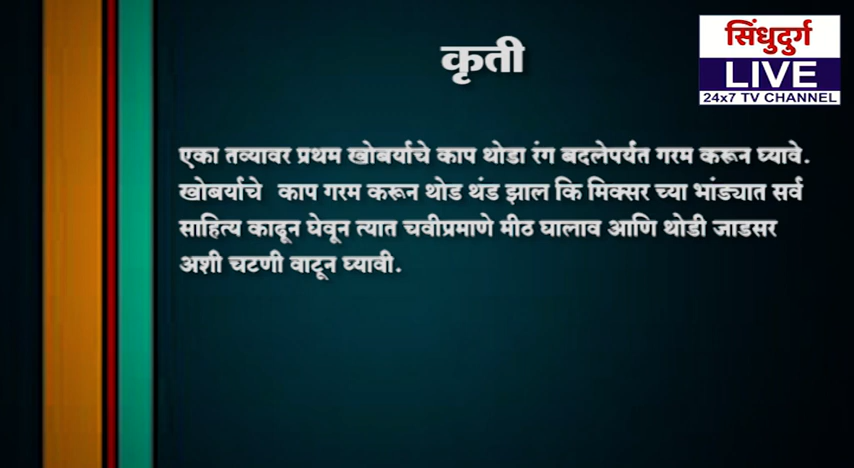 कृती
सिंधुदुर्ग
LIVE
24x7 TV CHANNEL
एका तव्यावर प्रथम खोबर्याचे काप थोडा रंग बदलेपर्यंत गरम करून घ्यावे.
खोबर्याचे काप गरम करून थोड थंड झाल कि मिक्सर च्या भांड्यात सर्व
साहित्य काढून घेवून त्यात चवीप्रमाणे मीठ घालाव आणि थोडी जाडसर
अशी चटणी वाटून घ्यावी.